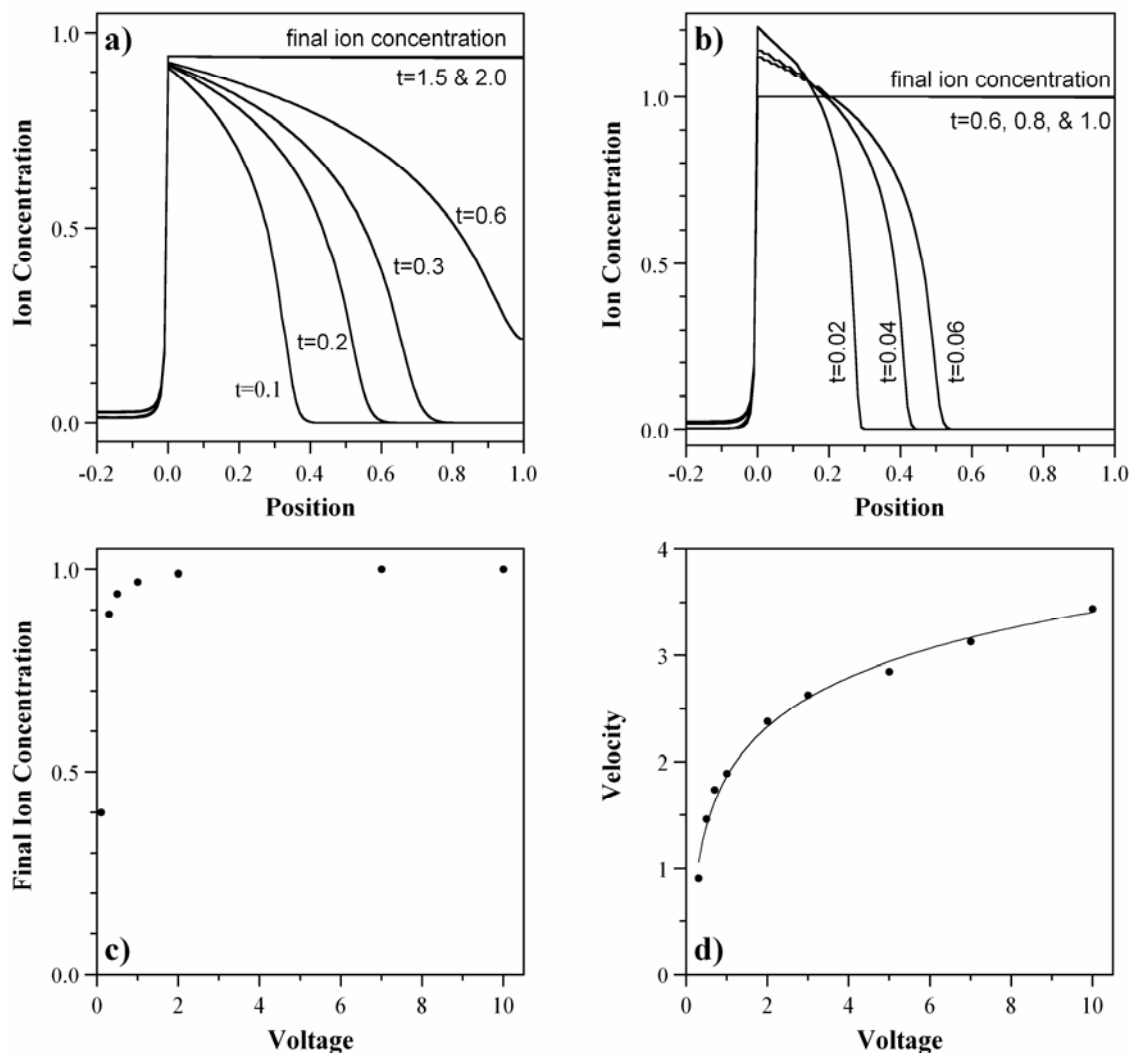 a)
final ion concentration
t=1.5 & 2.0
t=0.6
t=0.3
t=0.2
t=0.1
1.0
0.5
0.0
Ion Concentration
-0.2 0.0 0.2 0.4 0.6 0.8 1.0
Position
b)
final ion concentration
t=0.6, 0.8, & 1.0
t=0.02
t=0.04
t=0.06
1.0
0.5
0.0
Ion Concentration
-0.2 0.0 0.2 0.4 0.6 0.8 1.0
Position
1.0
0.5
0.0
Final Ion Concentration
c)
0 2 4 6 8 10
Voltage
4
3
2
1
0
Velocity
d)
0 2 4 6 8 10
Voltage